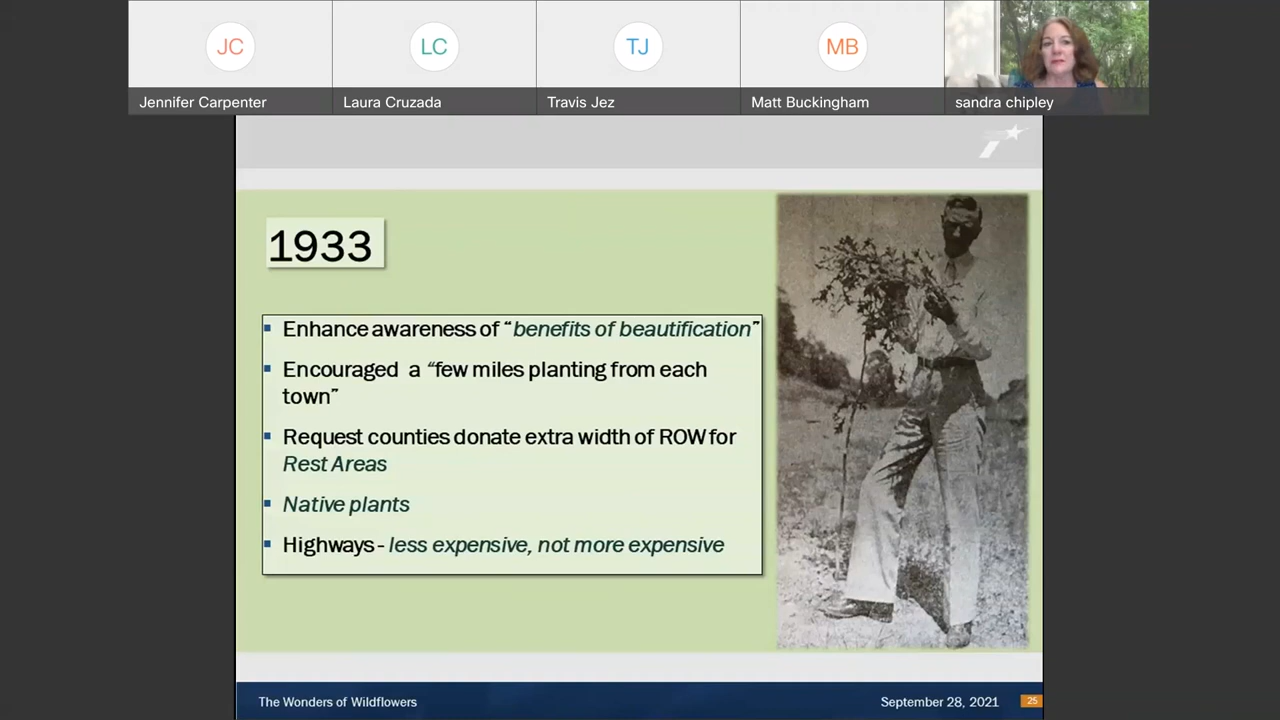 JC
LC
TJ
MB
Jennifer Carpenter
Laura Cruzada
Travis Jez
Matt Buckingham
sandra chipley
1933
Enhance awareness of “benefits of beautification”
Encouraged a “few miles planting from each
town”
Request counties donate extra width of ROW for
Rest Areas
Native plants
Highways - less expensive, not more expensive
The Wonders of Wildflowers
September 28, 2021
25